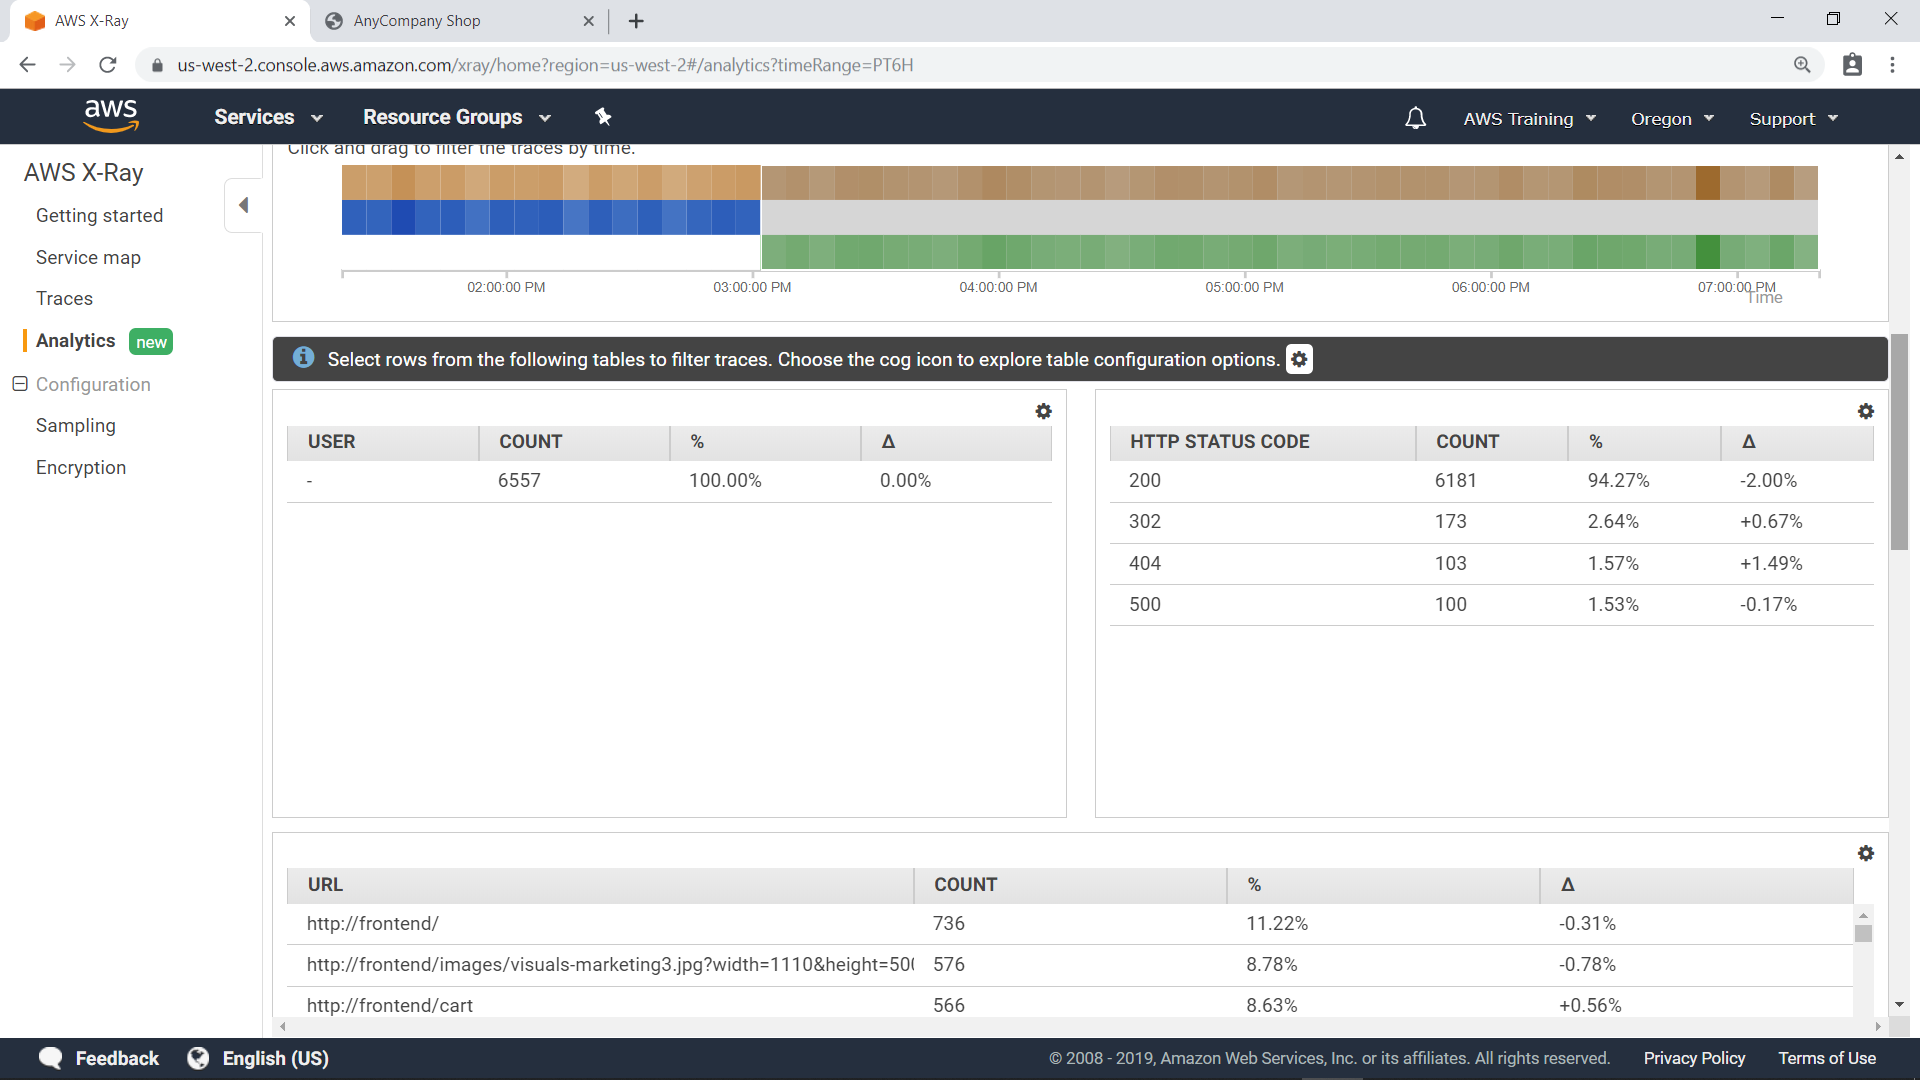 AWS X-Ray
AnyCompany Shop
us-west-2.console.aws.amazon.com/xray/home?region=us-west-2#/analytics?timeRange=PT6H
aws
Services
Resource Groups
AWS Training
Oregon
Support
AWS X-Ray
Getting started
Service map
Traces
Analytics new
Configuration
Sampling
Encryption
Click and drag to filter the traces by time.
02:00:00 PM 03:00:00 PM 04:00:00 PM 05:00:00 PM 06:00:00 PM 07:00:00 PM
Time
Select rows from the following tables to filter traces. Choose the cog icon to explore table configuration options.
USER COUNT % Δ
- 6557 100.00% 0.00%
HTTP STATUS CODE COUNT % Δ
200 6181 94.27% -2.00%
302 173 2.64% +0.67%
404 103 1.57% +1.49%
500 100 1.53% -0.17%
URL COUNT % Δ
http://frontend/ 736 11.22% -0.31%
http://frontend/images/visuals-marketing3.jpg?width=1110&height=50 576 8.78% -0.78%
http://frontend/cart 566 8.63% +0.56%
Feedback
English (US)
© 2008 - 2019, Amazon Web Services, Inc. or its affiliates. All rights reserved.
Privacy Policy
Terms of Use